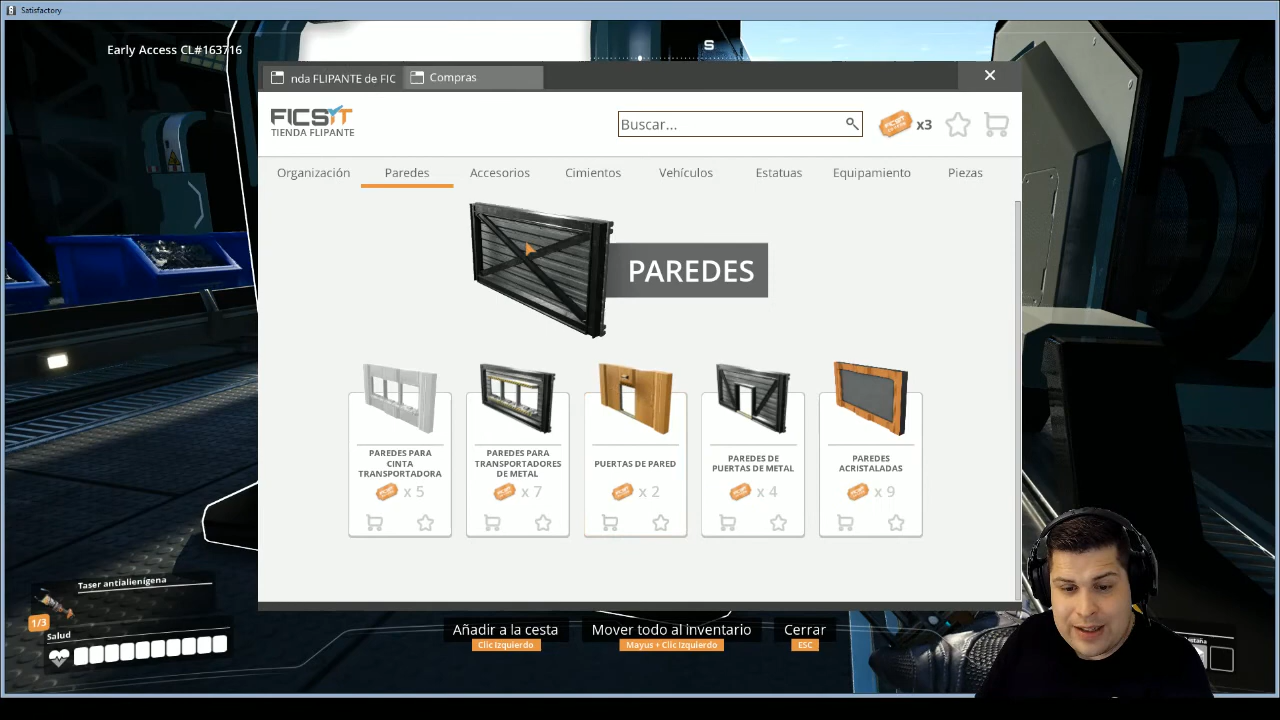 Satisfactory
Early Access CL#163716
S
nda FLIPANTE de FIC
Compras
FICSIT
TIENDA FLIPANTE
Buscar...
x3
Organización
Paredes
Accesorios
Cimientos
Vehículos
Estatuas
Equipamiento
Piezas
PAREDES
PAREDES PARA
CINTA
TRANSPORTADORA
x 5
PAREDES PARA
TRANSPORTADORES
DE METAL
x 7
PUERTAS DE PARED
x 2
PAREDES DE
PUERTAS DE METAL
x 4
PAREDES
ACRISTALADAS
x 9
Taser antialienígena
1/3
Salud
Añadir a la cesta
Clic Izquierdo
Mover todo al inventario
Mayus + Clic Izquierdo
Cerrar
ESC